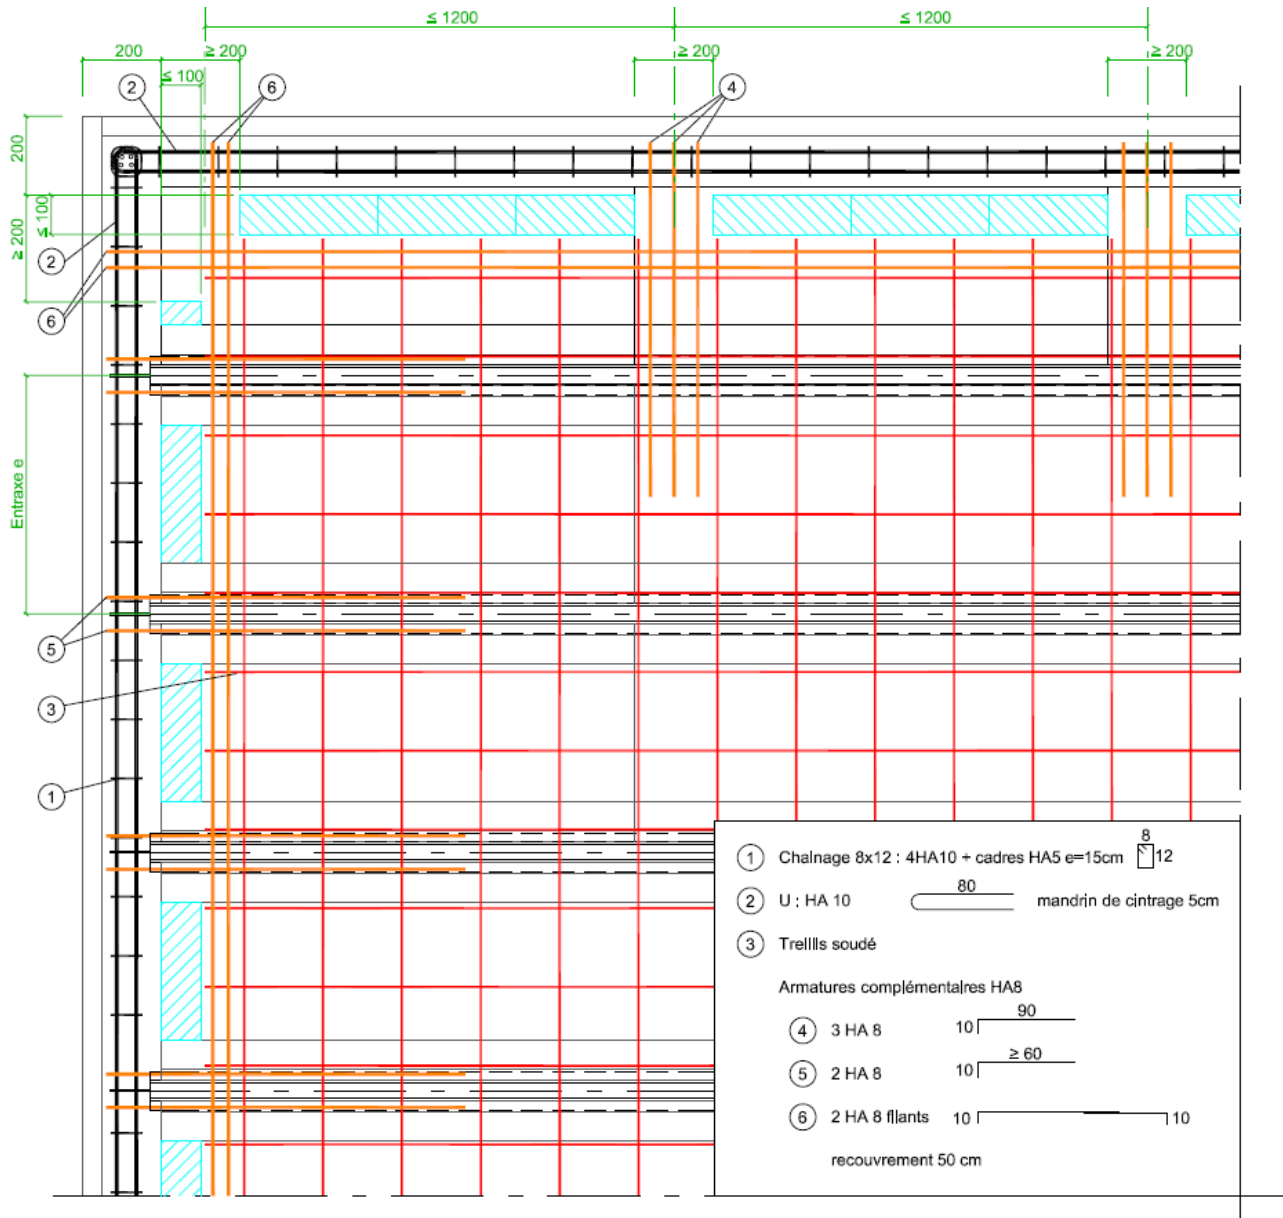 ≤ 1200
≤ 1200
200
≥ 200
≥ 200
≥ 200
≤ 100
2
6
4
200
≤ 100
≥ 200
2
6
Entraxe e
5
3
1
1 Chaînage 8x12 : 4HA10 + cadres HA5 e=15cm
8
12
2 U : HA 10
80
mandrin de cintrage 5cm
3 Treillis soudé
Armatures complémentaires HA8
4 3 HA 8
10
90
5 2 HA 8
10
≥ 60
6 2 HA 8 filants
10
10
recouvrement 50 cm